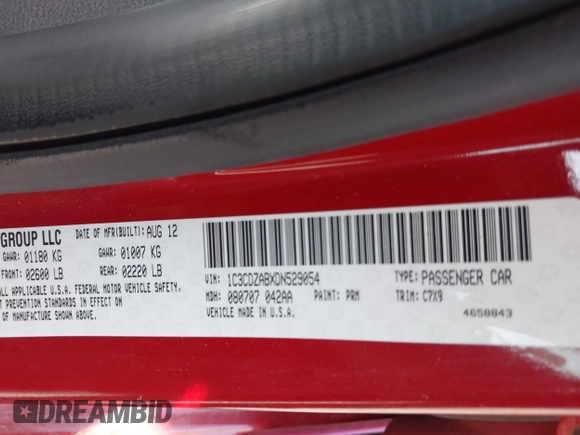 GROUP LLC
DATE OF MFR(BUILT): AUG 12
GAWR: 01180 KG GAWR: 01007 KG
FRONT: 02600 LB REAR: 02220 LB
ALL APPLICABLE U.S.A. FEDERAL MOTOR VEHICLE SAFETY,
PREVENTION STANDARDS IN EFFECT ON
OF MANUFACTURE SHOWN ABOVE.
VIN: 1C3CDZABXDN529054 TYPE: PASSENGER CAR
MDH: 080707 042AA PAINT: PRM TRIM: C7X9
VEHICLE MADE IN U.S.A. 4658843
DREAMBID